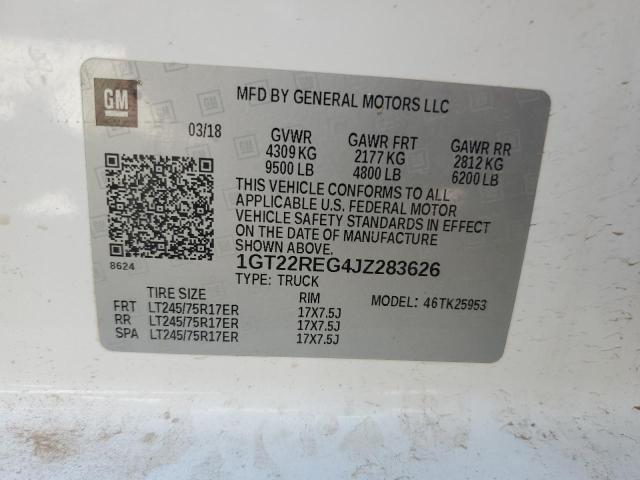 GM
MFD BY GENERAL MOTORS LLC
03/18 GVWR GAWR FRT GAWR RR
4309 KG 2177 KG 2812 KG
9500 LB 4800 LB 6200 LB
THIS VEHICLE CONFORMS TO ALL
APPLICABLE U.S. FEDERAL MOTOR
VEHICLE SAFETY STANDARDS IN EFFECT
ON THE DATE OF MANUFACTURE
SHOWN ABOVE.
8624
1GT22REG4JZ283626
TYPE: TRUCK
MODEL: 46TK25953
TIRE SIZE RIM
FRT LT245/75R17ER 17X7.5J
RR LT245/75R17ER 17X7.5J
SPA LT245/75R17ER 17X7.5J